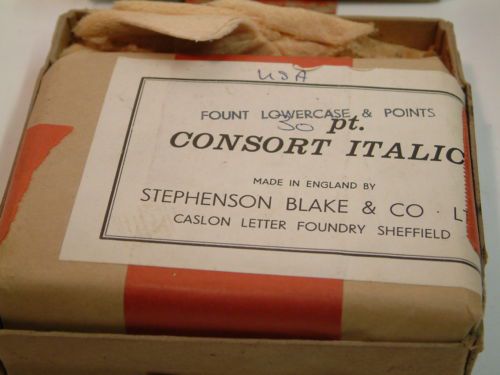 USA
FOUNT LOWERCASE & POINTS
30 pt.
CONSORT ITALIC
MADE IN ENGLAND BY
STEPHENSON BLAKE & CO · LT
CASLON LETTER FOUNDRY SHEFFIELD